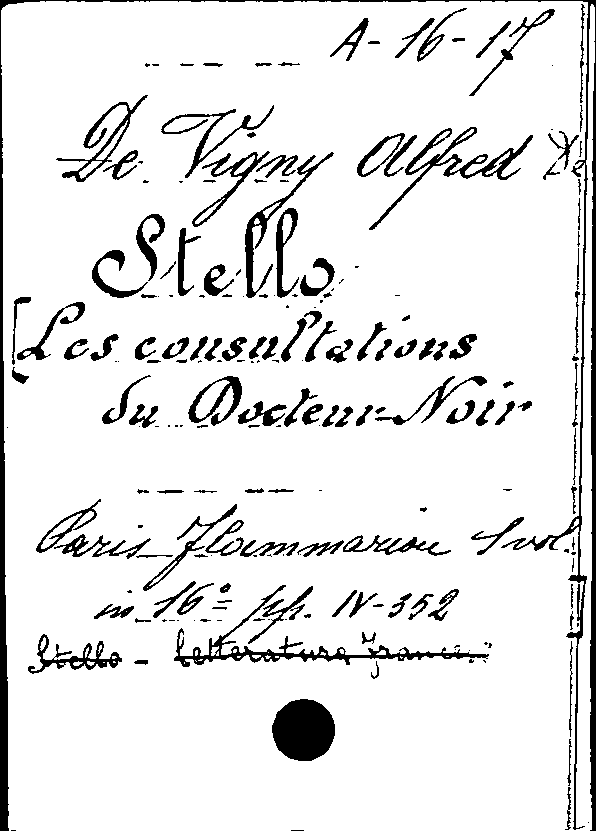 A-16-17
De Vigny Alfred De
Stello
[Les consultations
du Docteur-Noir
Paris Flammarion 1 vol.
in 16° pp. IV-352
Stello - Letteratura Franc.